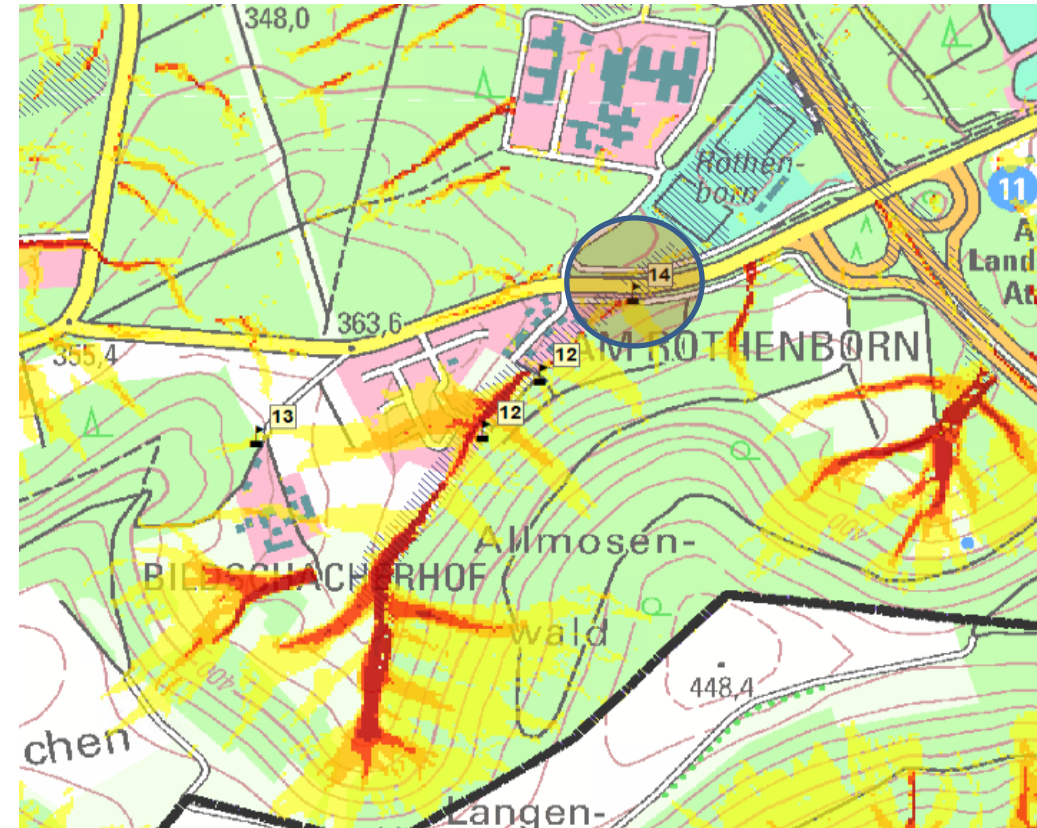 348,0
Rothen-
born
11
A
Land
At.
14
363,6
355,4
AM ROTHENBORN
12
12
13
400
Allmosen-
BILDSCHACHERHOF
wald
400
448,4
chen
Langen-